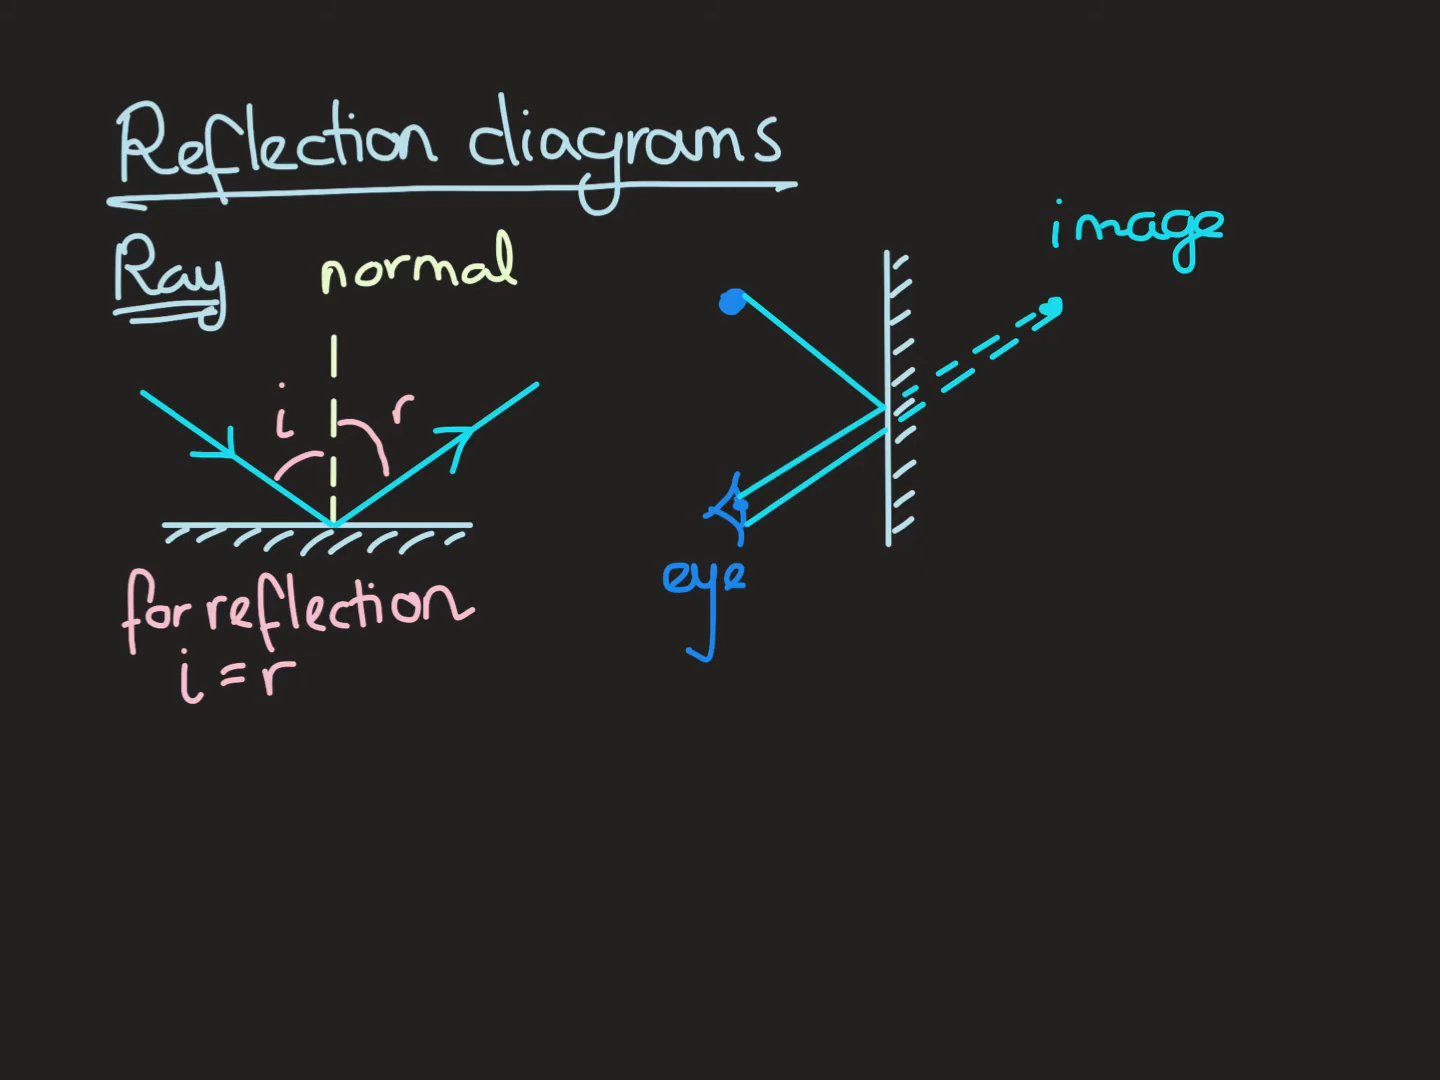 Reflection diagrams
Ray
normal
i
r
for reflection
i = r
image
eye